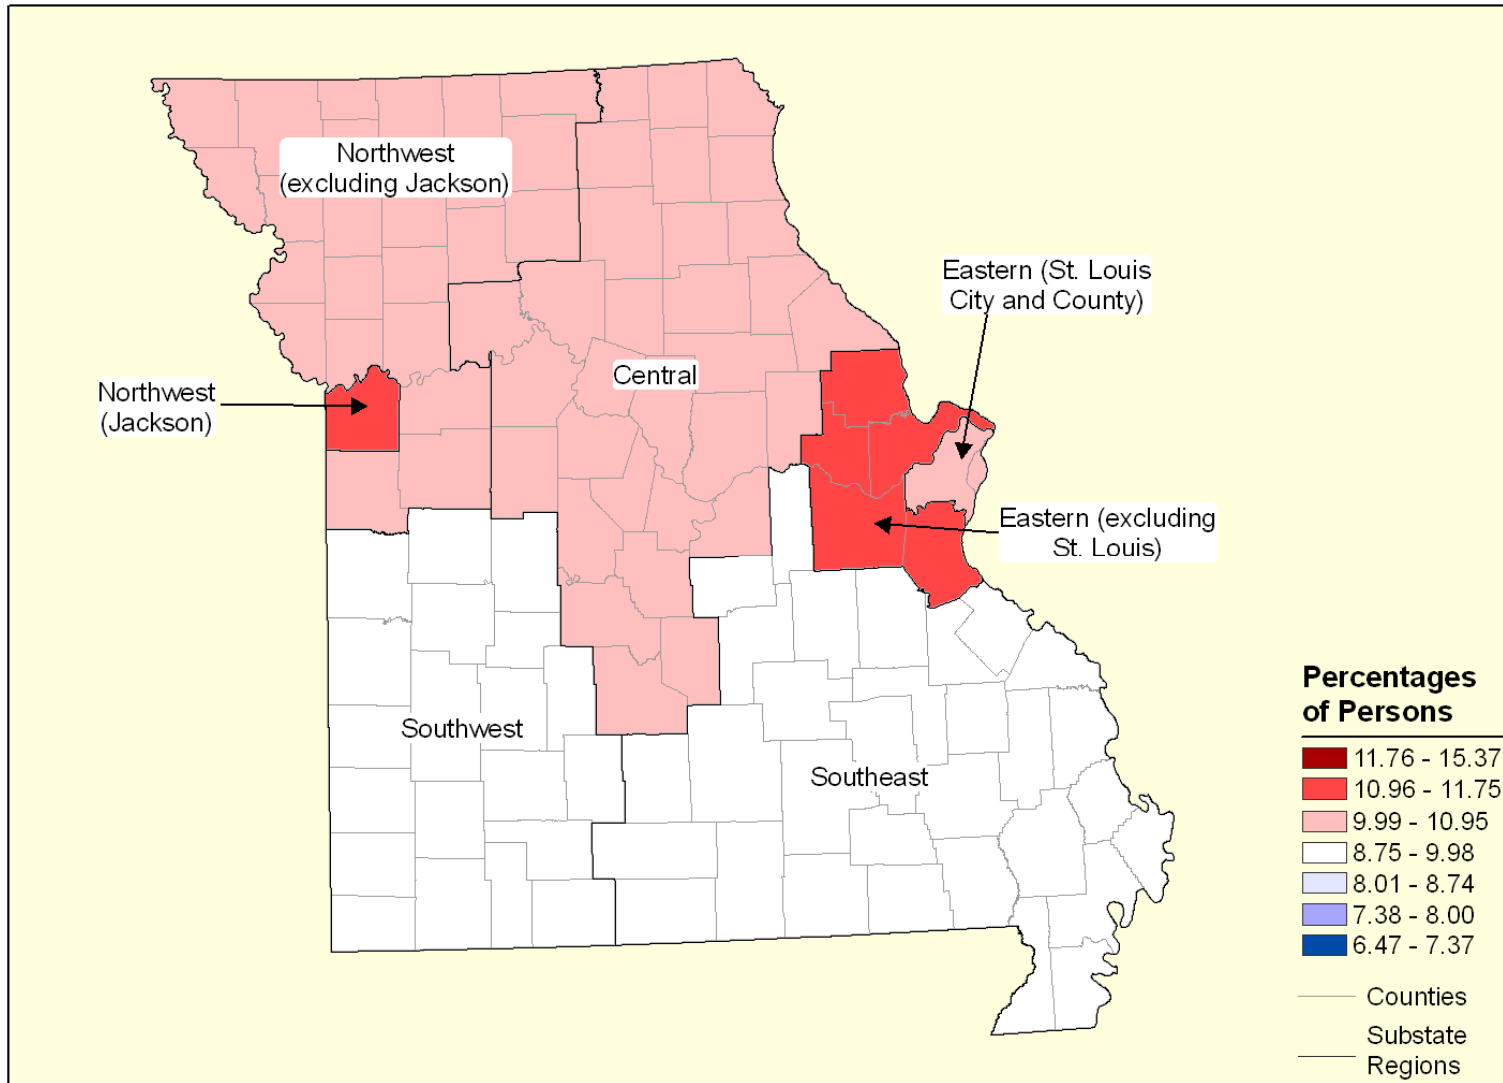 Northwest
(excluding Jackson)
Eastern (St. Louis
City and County)
Central
Northwest
(Jackson)
Eastern (excluding
St. Louis)
Southwest
Southeast
Percentages
of Persons
11.76 - 15.37
10.96 - 11.75
9.99 - 10.95
8.75 - 9.98
8.01 - 8.74
7.38 - 8.00
6.47 - 7.37
Counties
Substate
Regions